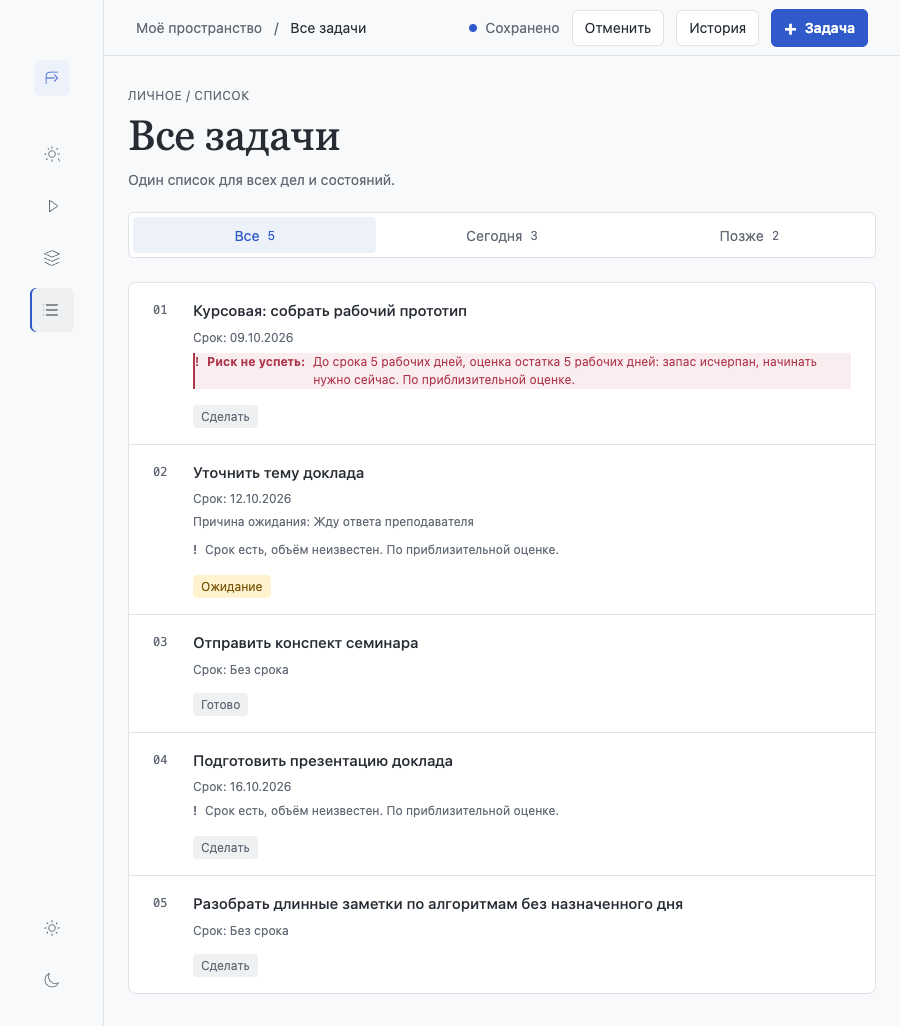 Моё пространство / Все задачи
Сохранено
Отменить
История
+ Задача
ЛИЧНОЕ / СПИСОК
Все задачи
Один список для всех дел и состояний.
Все 5
Сегодня 3
Позже 2
01 Курсовая: собрать рабочий прототип
Срок: 09.10.2026
! Риск не успеть: До срока 5 рабочих дней, оценка остатка 5 рабочих дней: запас исчерпан, начинать
нужно сейчас. По приблизительной оценке.
Сделать
02 Уточнить тему доклада
Срок: 12.10.2026
Причина ожидания: Жду ответа преподавателя
! Срок есть, объём неизвестен. По приблизительной оценке.
Ожидание
03 Отправить конспект семинара
Срок: Без срока
Готово
04 Подготовить презентацию доклада
Срок: 16.10.2026
! Срок есть, объём неизвестен. По приблизительной оценке.
Сделать
05 Разобрать длинные заметки по алгоритмам без назначенного дня
Срок: Без срока
Сделать